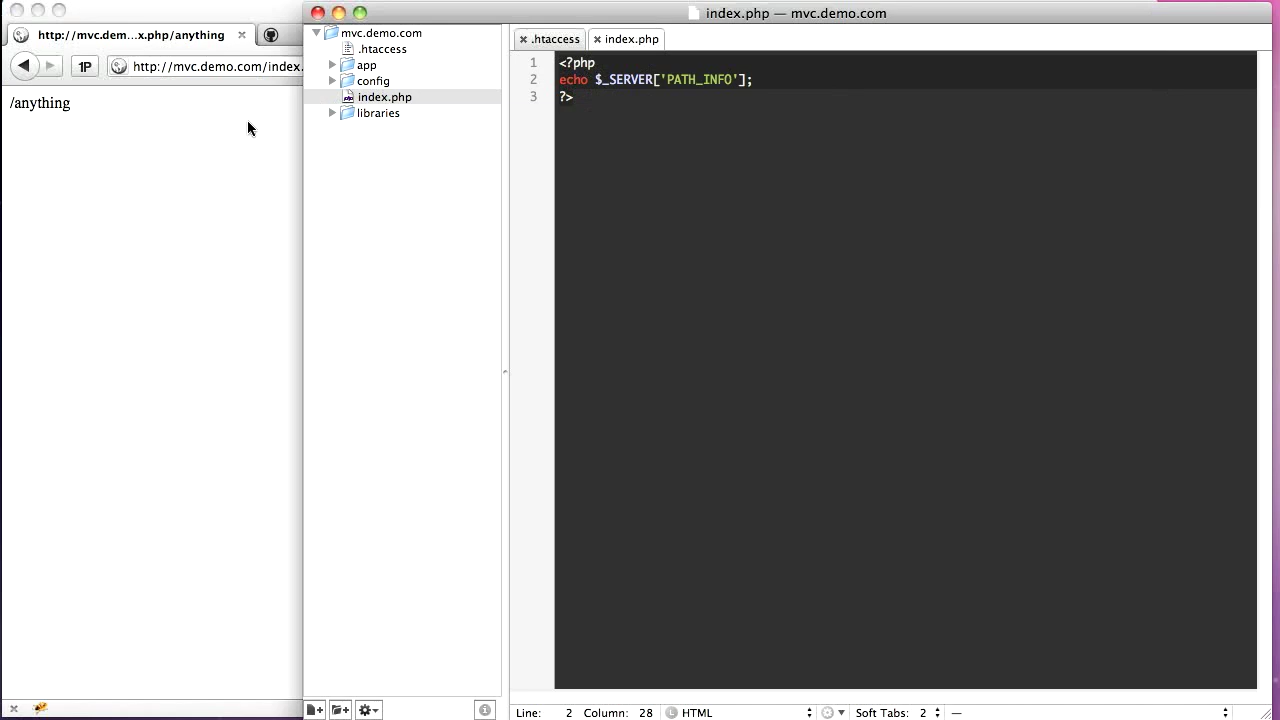 http://mvc.dem...x.php/anything
1P
http://mvc.demo.com/index.
/anything
index.php — mvc.demo.com
mvc.demo.com
.htaccess
app
config
index.php
libraries
.htaccess
index.php
1 <?php
2 echo $_SERVER['PATH_INFO'];
3 ?>
Line: 2 Column: 28 L HTML Soft Tabs: 2 —